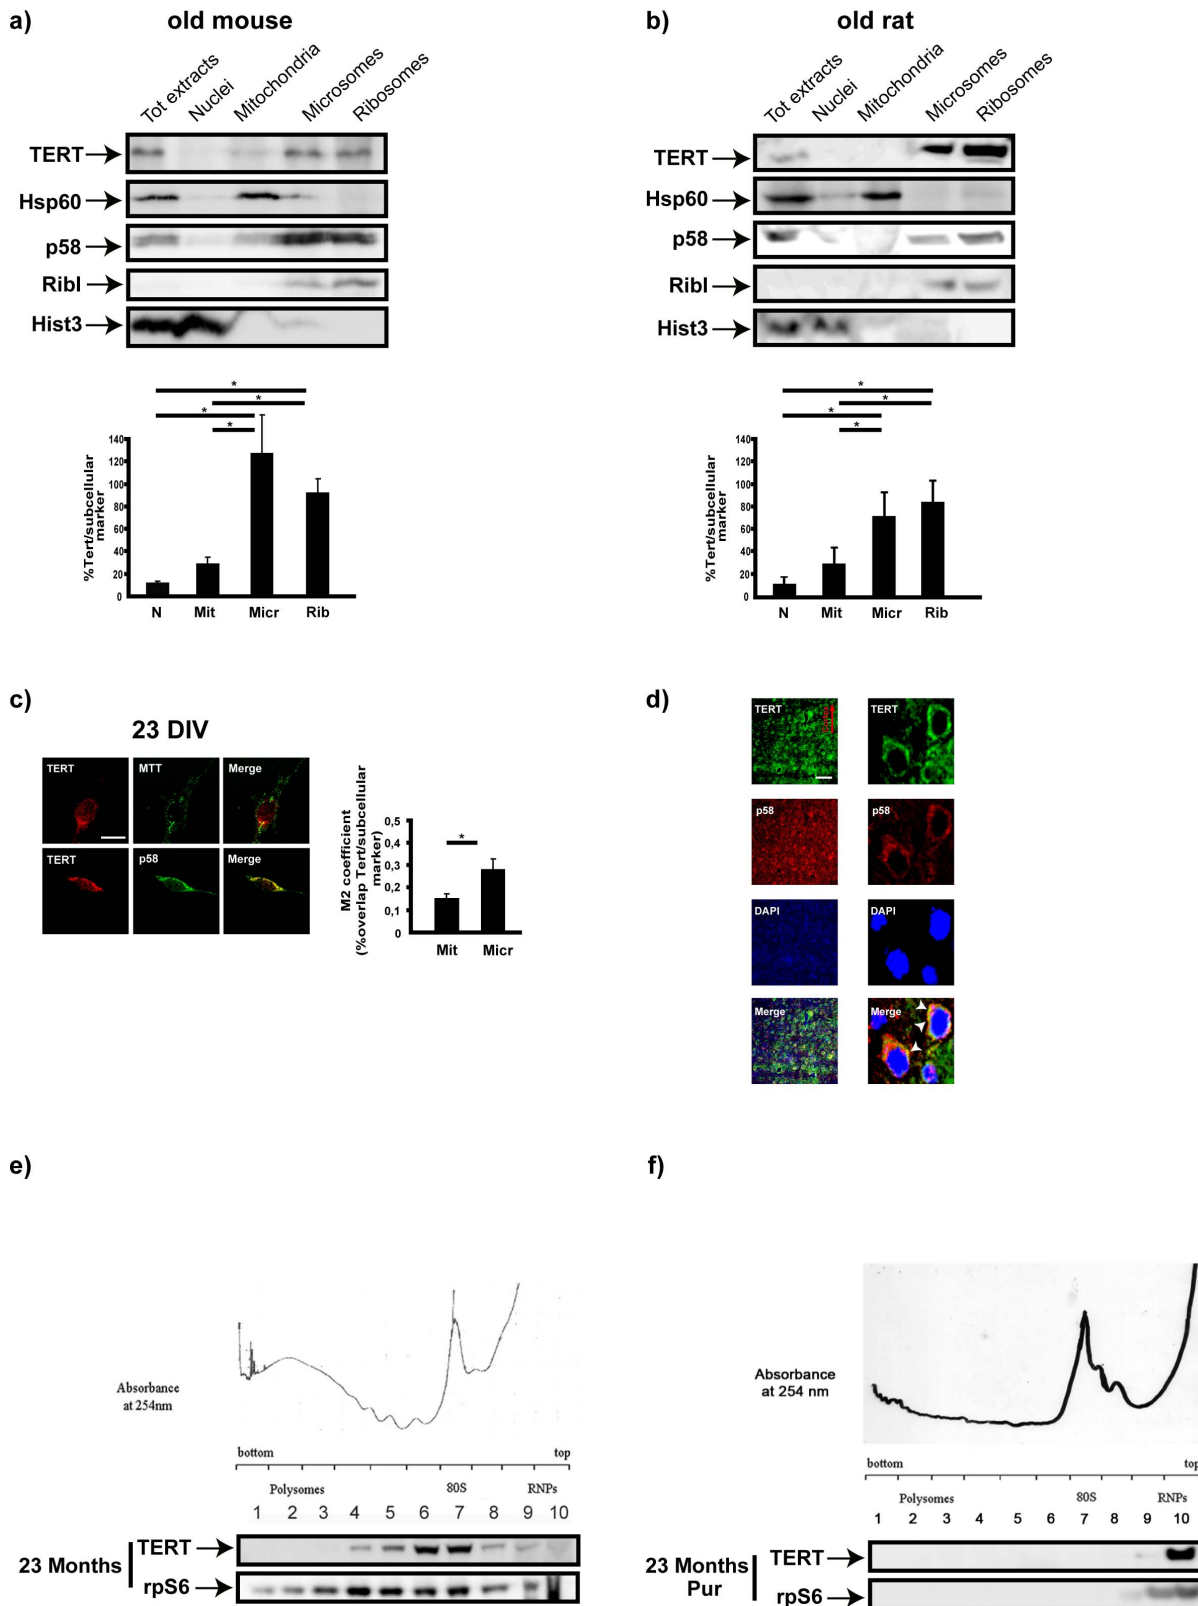 a)
old mouse
Tot extracts
Nuclei
Mitochondria
Microsomes
Ribosomes
TERT
Hsp60
p58
Ribl
Hist3
*
*
*
*
%Tert/subcellular
marker
140
120
100
80
60
40
20
0
N Mit Micr Rib
b)
old rat
Tot extracts
Nuclei
Mitochondria
Microsomes
Ribosomes
TERT
Hsp60
p58
Ribl
Hist3
*
*
*
*
%Tert/subcellular
marker
140
120
100
80
60
40
20
0
N Mit Micr Rib
c)
23 DIV
TERT MTT Merge
TERT p58 Merge
M2 coefficient
(%overlap Tert/subcellular
marker)
0,5
0,4
0,3
0,2
0,1
0
*
Mit Micr
d)
TERT TERT
p58 p58
DAPI DAPI
Merge Merge
e)
Absorbance
at 254nm
bottom top
Polysomes 80S RNPs
1 2 3 4 5 6 7 8 9 10
23 Months
TERT
rpS6
f)
Absorbance
at 254 nm
bottom top
Polysomes 80S RNPs
1 2 3 4 5 6 7 8 9 10
23 Months
Pur
TERT
rpS6